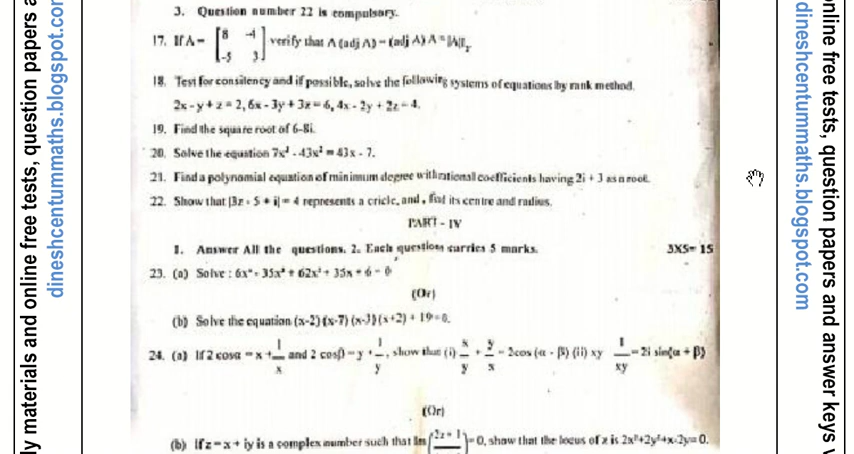 3. Question number 22 is compulsory.
17. If A = [8 -4 -5 3] verify that A (adj A) = (adj A) A = |A|I₂
18. Test for consitency and if possible, solve the following systems of equations by rank method.
2x - y + z = 2, 6x - 3y + 3z = 6, 4x - 2y + 2z = 4.
19. Find the square root of 6-8i.
20. Solve the equation 7x³ - 43x² = 43x - 7.
21. Find a polynomial equation of minimum degree with rational coefficients having 2i + 3 as a root.
22. Show that |3z - 5 + i| = 4 represents a cricle, and , find its centre and radius.
PART - IV
1. Answer All the questions. 2. Each question carries 5 marks. 3X5= 15
23. (a) Solve : 6x⁴ - 35x³ + 62x² - 35x + 6 = 0
(Or)
(b) Solve the equation (x-2) (x-7) (x-3) (x+2) + 19=0.
24. (a) If 2 cosα = x + 1/x and 2 cosβ = y + 1/y, show that (i) x/y + y/x = 2cos (α - β) (ii) xy 1/xy = 2i sin(α + β)
(Or)
(b) If z = x + iy is a complex number such that Im (2z + 1 ) = 0, show that the locus of z is 2x²+2y²+x-2y= 0.
ly materials and online free tests, question papers a
dineshcentummaths.blogspot.com
online free tests, question papers and answer keys v
dineshcentummaths.blogspot.com